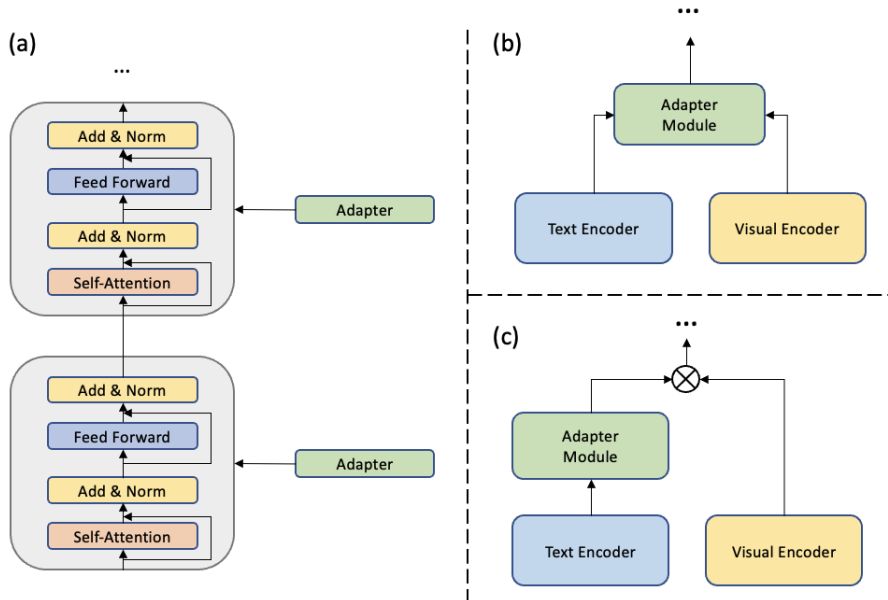 (a)
...
Add & Norm
Feed Forward
Add & Norm
Self-Attention
Adapter
Add & Norm
Feed Forward
Add & Norm
Self-Attention
Adapter
(b)
...
Adapter
Module
Text Encoder
Visual Encoder
(c)
...
Adapter
Module
Text Encoder
Visual Encoder